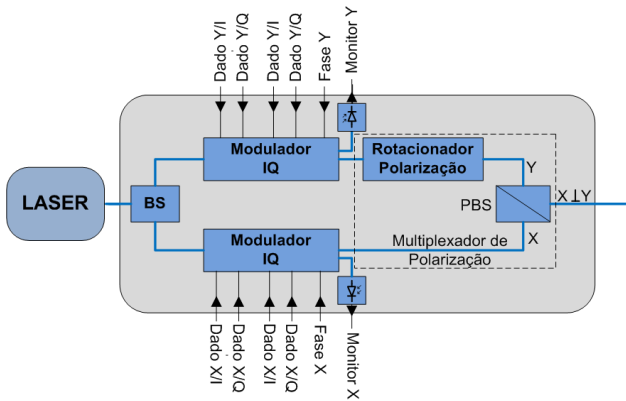 Dado Y/I
Dado Y/Q
Dado Y/I
Dado Y/Q
Fase Y
Monitor Y
Modulador
IQ
Rotacionador
Polarização
LASER
BS
Y
PBS
X⊥Y
X
Modulador
IQ
Multiplexador de
Polarização
Dado X/I
Dado X/Q
Dado X/I
Dado X/Q
Fase X
Monitor X